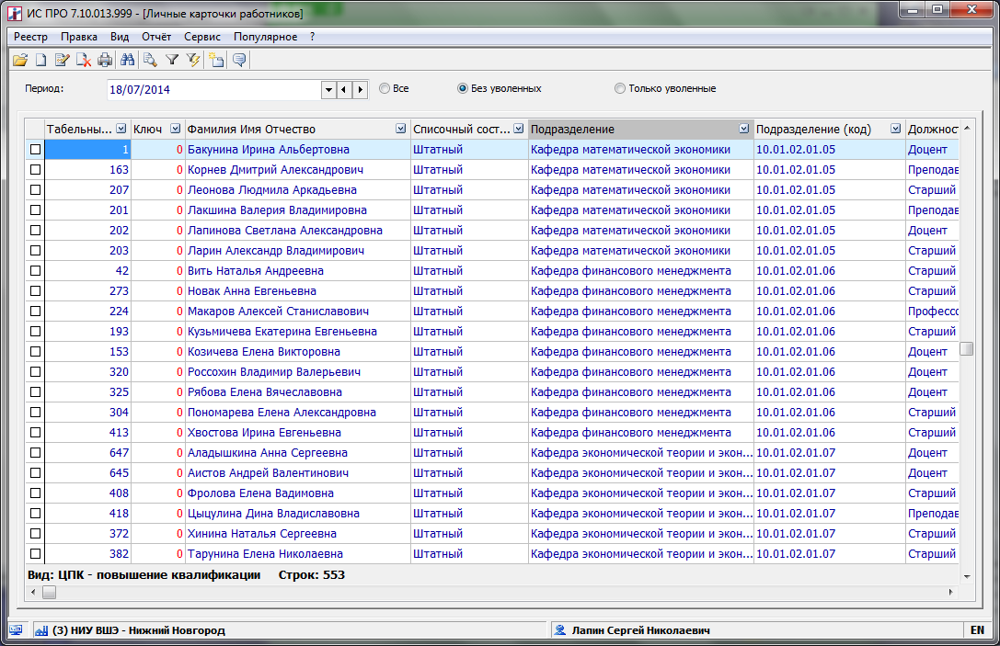 ИС ПРО 7.10.013.999 - [Личные карточки работников]
Реестр Правка Вид Отчёт Сервис Популярное ?
Период: 18/07/2014 Все Без уволенных Только уволенные
Табельны... Ключ Фамилия Имя Отчество Списочный сост... Подразделение Подразделение (код) Должност
1 0 Бакунина Ирина Альбертовна Штатный Кафедра математической экономики 10.01.02.01.05 Доцент
163 0 Корнев Дмитрий Александрович Штатный Кафедра математической экономики 10.01.02.01.05 Преподав
207 0 Леонова Людмила Аркадьевна Штатный Кафедра математической экономики 10.01.02.01.05 Старший
201 0 Лакшина Валерия Владимировна Штатный Кафедра математической экономики 10.01.02.01.05 Преподав
202 0 Лапинова Светлана Александровна Штатный Кафедра математической экономики 10.01.02.01.05 Доцент
203 0 Ларин Александр Владимирович Штатный Кафедра математической экономики 10.01.02.01.05 Старший
42 0 Вить Наталья Андреевна Штатный Кафедра финансового менеджмента 10.01.02.01.06 Старший
273 0 Новак Анна Евгеньевна Штатный Кафедра финансового менеджмента 10.01.02.01.06 Старший
224 0 Макаров Алексей Станиславович Штатный Кафедра финансового менеджмента 10.01.02.01.06 Профессо
193 0 Кузьмичева Екатерина Евгеньевна Штатный Кафедра финансового менеджмента 10.01.02.01.06 Старший
153 0 Козичева Елена Викторовна Штатный Кафедра финансового менеджмента 10.01.02.01.06 Доцент
320 0 Россохин Владимир Валерьевич Штатный Кафедра финансового менеджмента 10.01.02.01.06 Доцент
325 0 Рябова Елена Вячеславовна Штатный Кафедра финансового менеджмента 10.01.02.01.06 Доцент
304 0 Пономарева Елена Александровна Штатный Кафедра финансового менеджмента 10.01.02.01.06 Старший
413 0 Хвостова Ирина Евгеньевна Штатный Кафедра финансового менеджмента 10.01.02.01.06 Старший
647 0 Аладышкина Анна Сергеевна Штатный Кафедра экономической теории и экон... 10.01.02.01.07 Доцент
645 0 Аистов Андрей Валентинович Штатный Кафедра экономической теории и экон... 10.01.02.01.07 Доцент
408 0 Фролова Елена Вадимовна Штатный Кафедра экономической теории и экон... 10.01.02.01.07 Старший
418 0 Цыцулина Дина Владиславовна Штатный Кафедра экономической теории и экон... 10.01.02.01.07 Преподав
372 0 Хинина Наталья Сергеевна Штатный Кафедра экономической теории и экон... 10.01.02.01.07 Старший
382 0 Тарунина Елена Николаевна Штатный Кафедра экономической теории и экон... 10.01.02.01.07 Старший
Вид: ЦПК - повышение квалификации Строк: 553
(3) НИУ ВШЭ - Нижний Новгород Лапин Сергей Николаевич EN